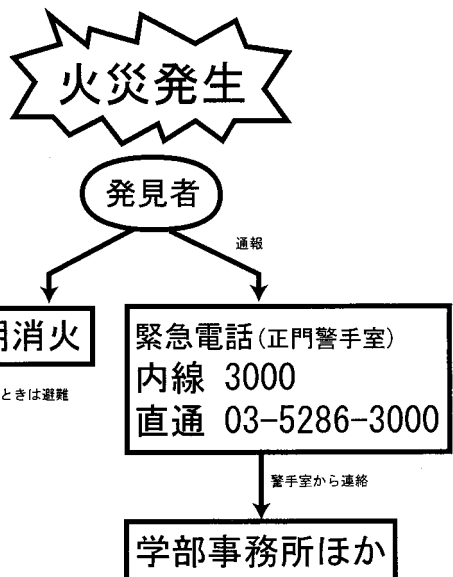 火災発生
発見者
通報
期消火
ときは避難
緊急電話(正門警手室)
内線 3000
直通 03-5286-3000
警手室から連絡
学部事務所ほか